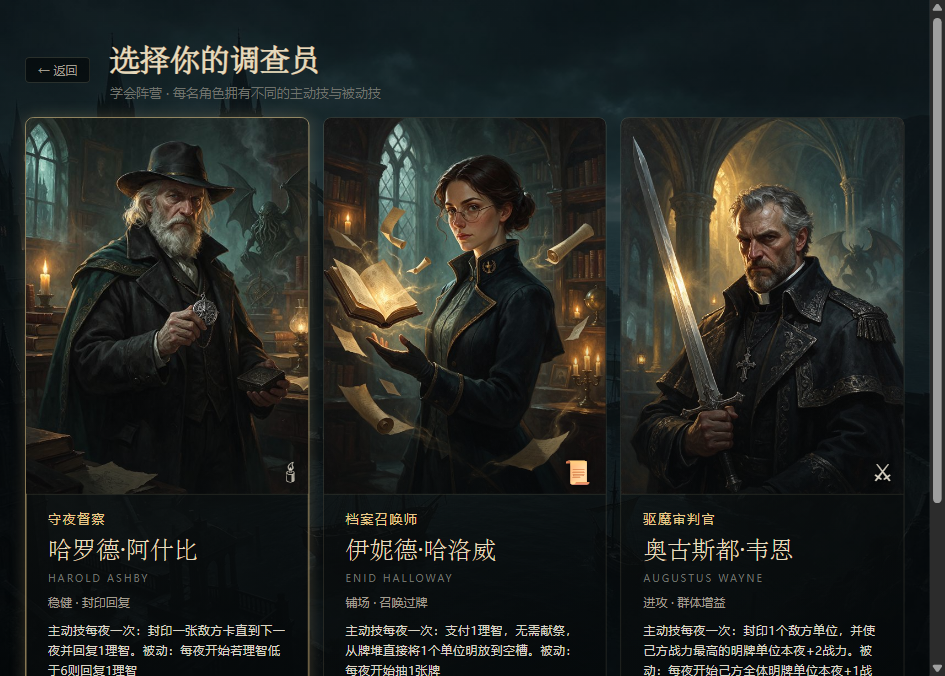 ← 返回
选择你的调查员
学会阵营 · 每名角色拥有不同的主动技与被动技
守夜督察
哈罗德·阿什比
HAROLD ASHBY
稳健 · 封印回复
主动技每夜一次：封印一张敌方卡直到下一
夜并回复1理智。被动：每夜开始若理智低
于6则回复1理智
档案召唤师
伊妮德·哈洛威
ENID HALLOWAY
铺场 · 召唤过牌
主动技每夜一次：支付1理智，无需献祭，
从牌堆直接将1个单位明放到空槽。被动：
每夜开始抽1张牌
驱魔审判官
奥古斯都·韦恩
AUGUSTUS WAYNE
进攻 · 群体增益
主动技每夜一次：封印1个敌方单位，并使
己方战力最高的明牌单位本夜+2战力。被
动：每夜开始己方全体明牌单位本夜+1战